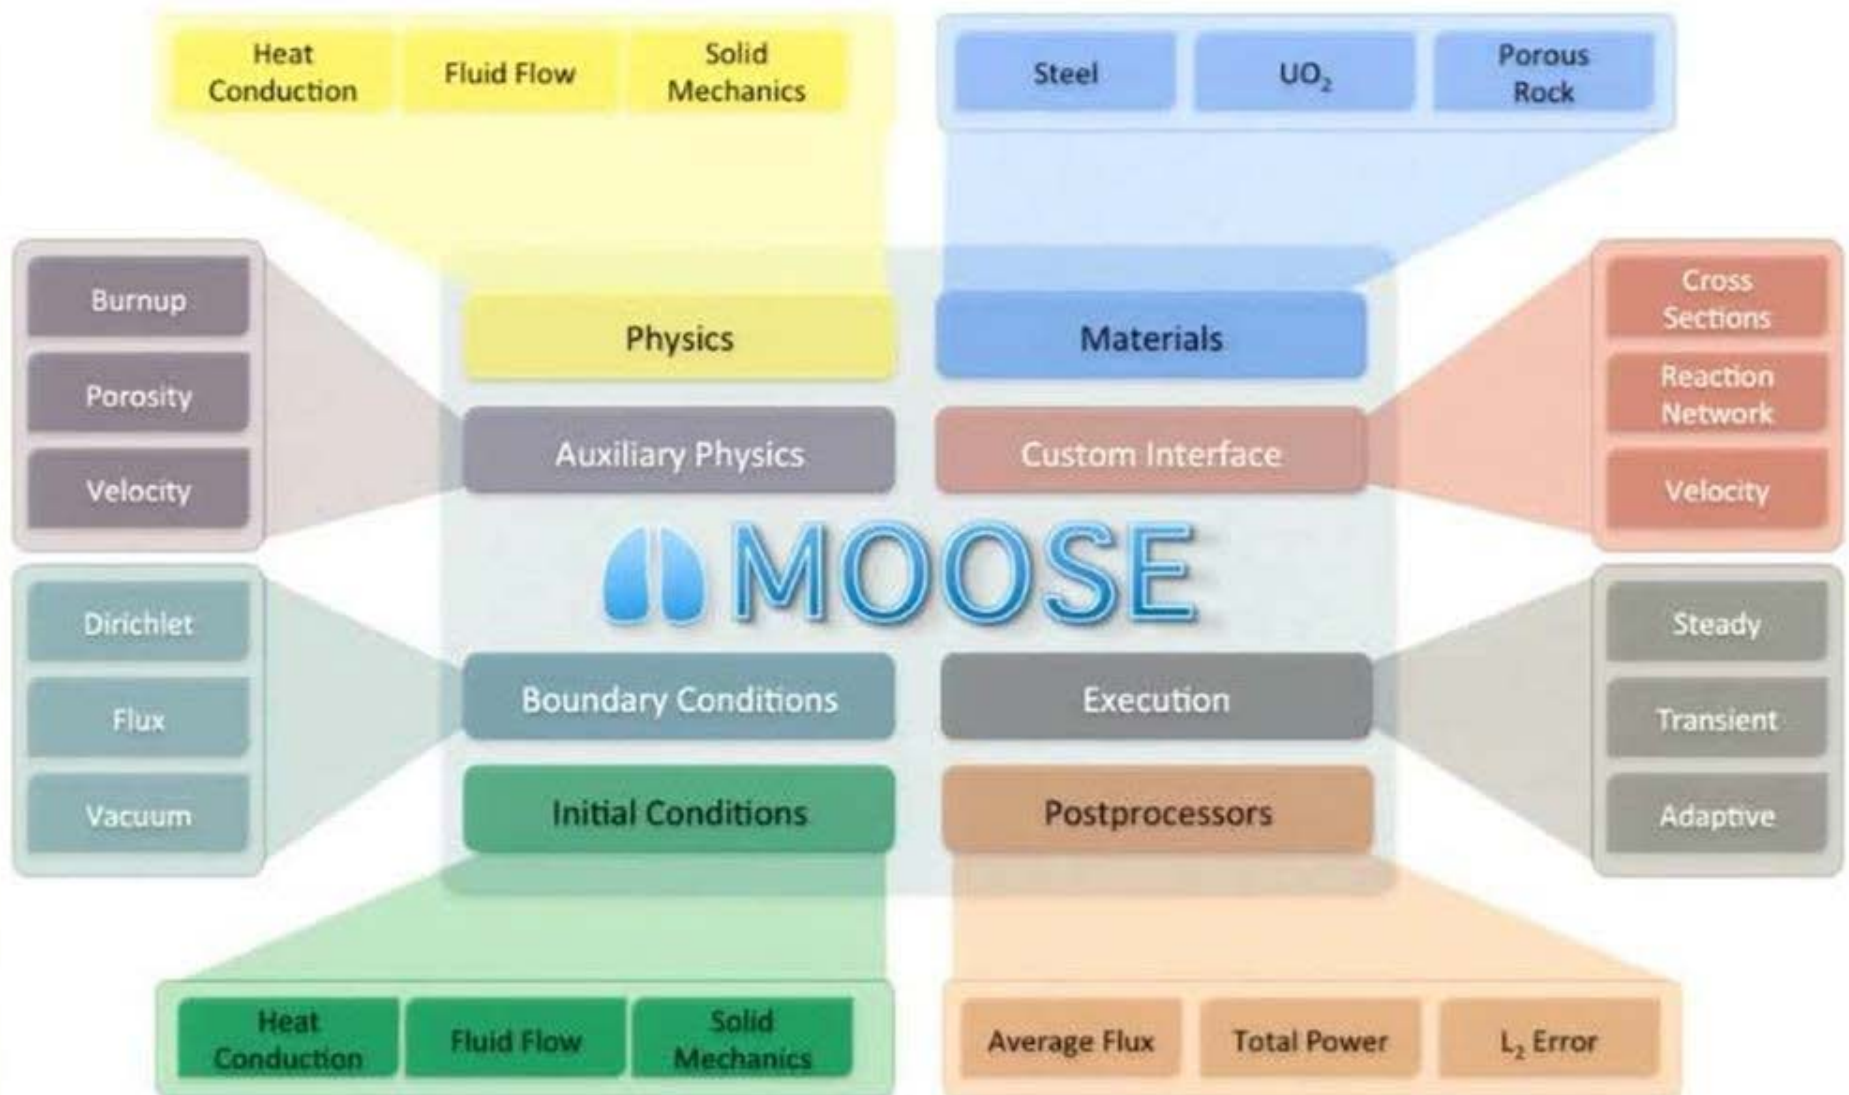 Heat
Conduction
Fluid Flow
Solid
Mechanics
Steel
UO₂
Porous
Rock
Burnup
Porosity
Velocity
Physics
Materials
Auxiliary Physics
Custom Interface
Cross
Sections
Reaction
Network
Velocity
MOOSE
Dirichlet
Flux
Vacuum
Boundary Conditions
Execution
Initial Conditions
Postprocessors
Steady
Transient
Adaptive
Heat
Conduction
Fluid Flow
Solid
Mechanics
Average Flux
Total Power
L₂ Error